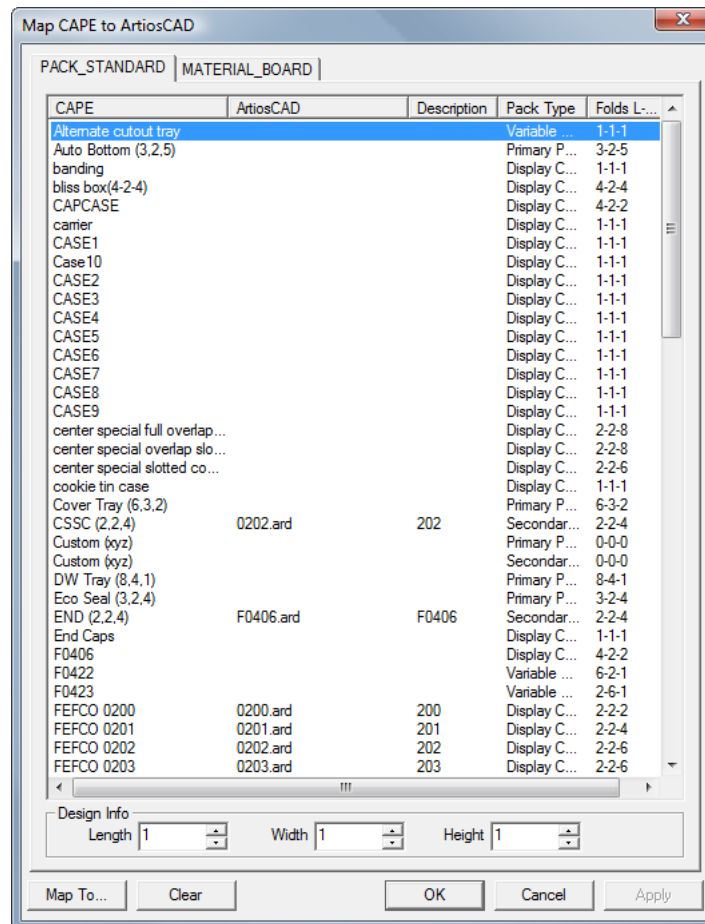 Map CAPE to ArtiosCAD
PACK_STANDARD MATERIAL_BOARD
CAPE ArtiosCAD Description Pack Type Folds L-...
Alternate cutout tray Variable ... 1-1-1
Auto Bottom (3,2,5) Primary P... 3-2-5
banding Display C... 1-1-1
bliss box(4-2-4) Display C... 4-2-4
CAPCASE Display C... 4-2-2
carrier Display C... 1-1-1
CASE1 Display C... 1-1-1
Case10 Display C... 1-1-1
CASE2 Display C... 1-1-1
CASE3 Display C... 1-1-1
CASE4 Display C... 1-1-1
CASE5 Display C... 1-1-1
CASE6 Display C... 1-1-1
CASE7 Display C... 1-1-1
CASE8 Display C... 1-1-1
CASE9 Display C... 1-1-1
center special full overlap... Display C... 2-2-8
center special overlap slo... Display C... 2-2-8
center special slotted co... Display C... 2-2-6
cookie tin case Display C... 1-1-1
Cover Tray (6,3,2) Primary P... 6-3-2
CSSC (2,2,4) 0202.ard 202 Secondar... 2-2-4
Custom (xyz) Primary P... 0-0-0
Custom (xyz) Secondar... 0-0-0
DW Tray (8,4,1) Primary P... 8-4-1
Eco Seal (3,2,4) Primary P... 3-2-4
END (2,2,4) F0406.ard F0406 Secondar... 2-2-4
End Caps Display C... 1-1-1
F0406 Display C... 4-2-2
F0422 Variable ... 6-2-1
F0423 Variable ... 2-6-1
FEFCO 0200 0200.ard 200 Display C... 2-2-2
FEFCO 0201 0201.ard 201 Display C... 2-2-4
FEFCO 0202 0202.ard 202 Display C... 2-2-6
FEFCO 0203 0203.ard 203 Display C... 2-2-6
Design Info
Length 1 Width 1 Height 1
Map To... Clear OK Cancel Apply